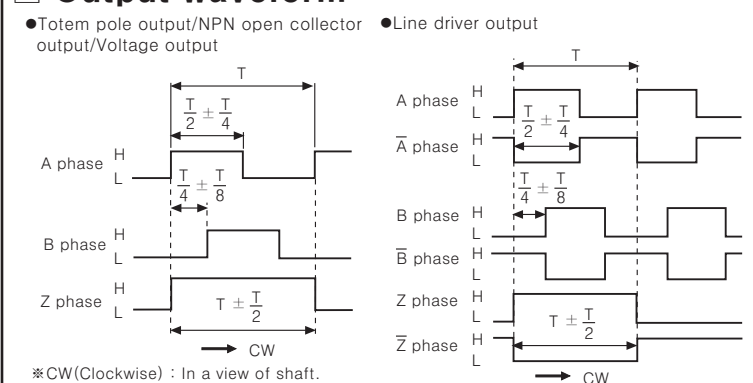 Output waveform
●Totem pole output/NPN open collector
output/Voltage output
T
T/2 ± T/4
A phase H
L
T/4 ± T/8
B phase H
L
Z phase H
L
T ± T/2
CW
※CW(Clockwise) : In a view of shaft.
●Line driver output
T
A phase H
L
T/2 ± T/4
A̅ phase H
L
T/4 ± T/8
B phase H
L
B̅ phase H
L
Z phase H
L
T ± T/2
Z̅ phase H
L
CW